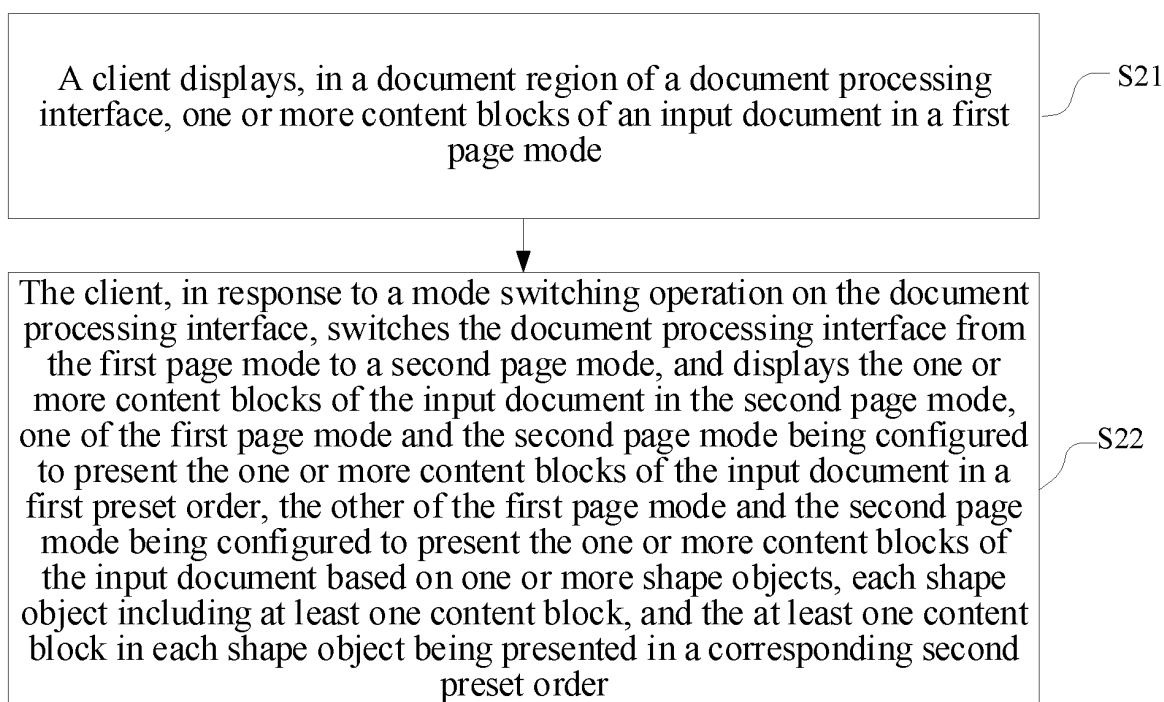 A client displays, in a document region of a document processing
interface, one or more content blocks of an input document in a first
page mode
S21
The client, in response to a mode switching operation on the document
processing interface, switches the document processing interface from
the first page mode to a second page mode, and displays the one or
more content blocks of the input document in the second page mode,
one of the first page mode and the second page mode being configured
to present the one or more content blocks of the input document in a
first preset order, the other of the first page mode and the second page
mode being configured to present the one or more content blocks of
the input document based on one or more shape objects, each shape
object including at least one content block, and the at least one content
block in each shape object being presented in a corresponding second
preset order
S22